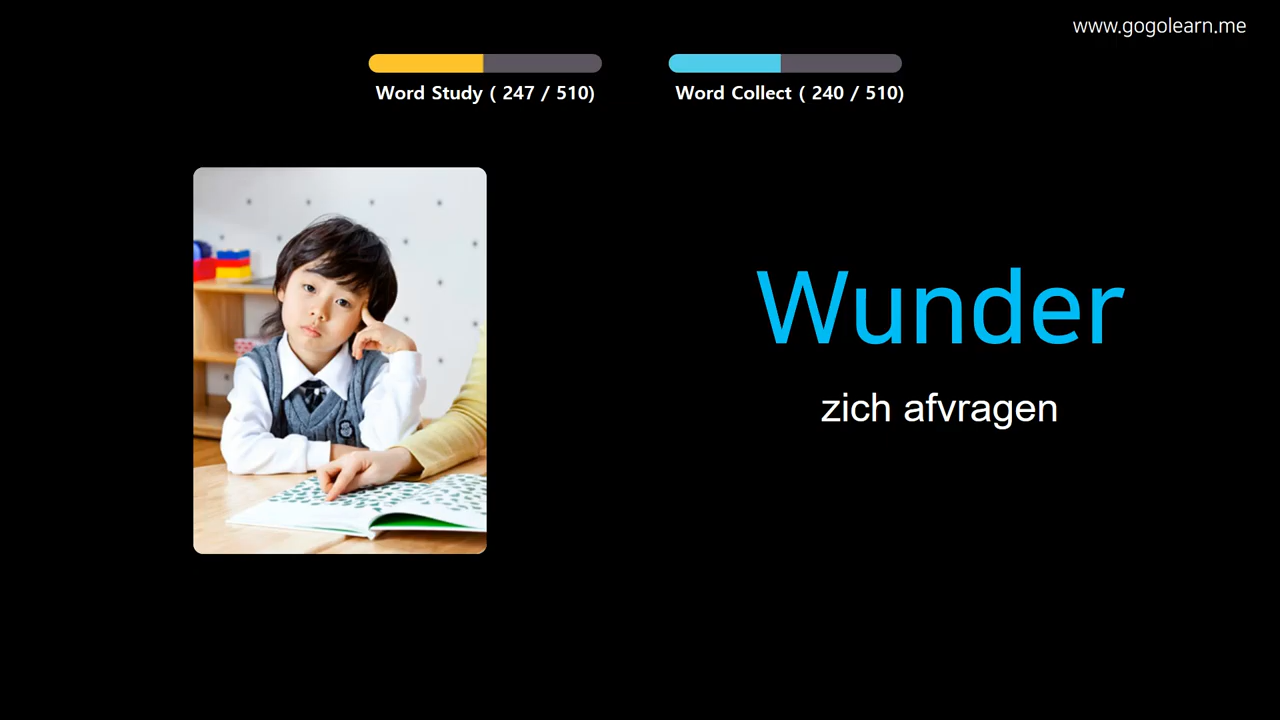 www.gogolearn.me
Word Study ( 247 / 510)
Word Collect ( 240 / 510)
Wunder
zich afvragen